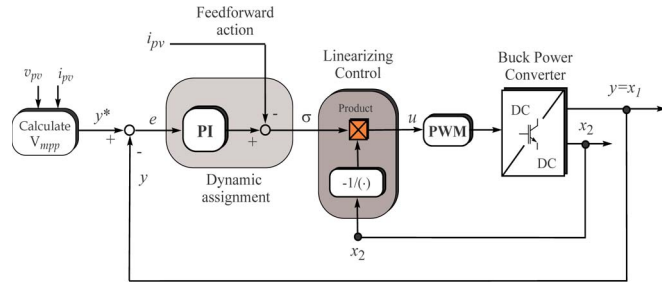 Feedforward
action
i_pv
Linearizing
Control
Buck Power
Converter
v_pv
i_pv
y=x_1
Calculate
V_mpp
y*
+
-
e
PI
+
-
σ
Product
u
PWM
DC
DC
x_2
y
Dynamic
assignment
-1/(·)
x_2